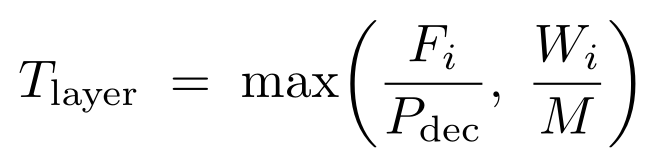 T_layer = max(F_i/P_dec, W_i/M)